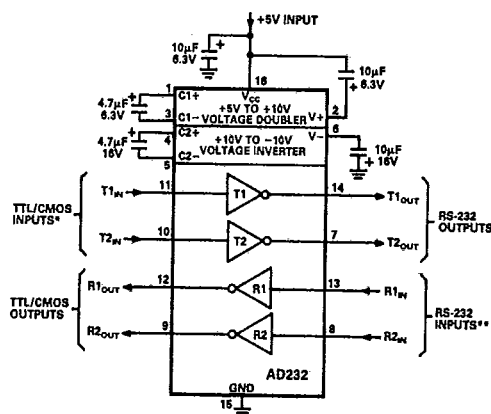 +5V INPUT
10µF
6.3V
+
10µF
6.3V
+
16
VCC
1
C1+
+5V TO +10V
VOLTAGE DOUBLER
V+
2
4.7µF
6.3V
+
3
C1−
4.7µF
16V
+
4
C2+
+10V TO −10V
VOLTAGE INVERTER
V−
6
5
C2−
10µF
16V
+
TTL/CMOS
INPUTS*
T1IN
11
T1
14
T1OUT
T2IN
10
T2
7
T2OUT
RS-232
OUTPUTS
TTL/CMOS
OUTPUTS
R1OUT
12
R1
13
R1IN
R2OUT
9
R2
8
R2IN
RS-232
INPUTS**
AD232
GND
15